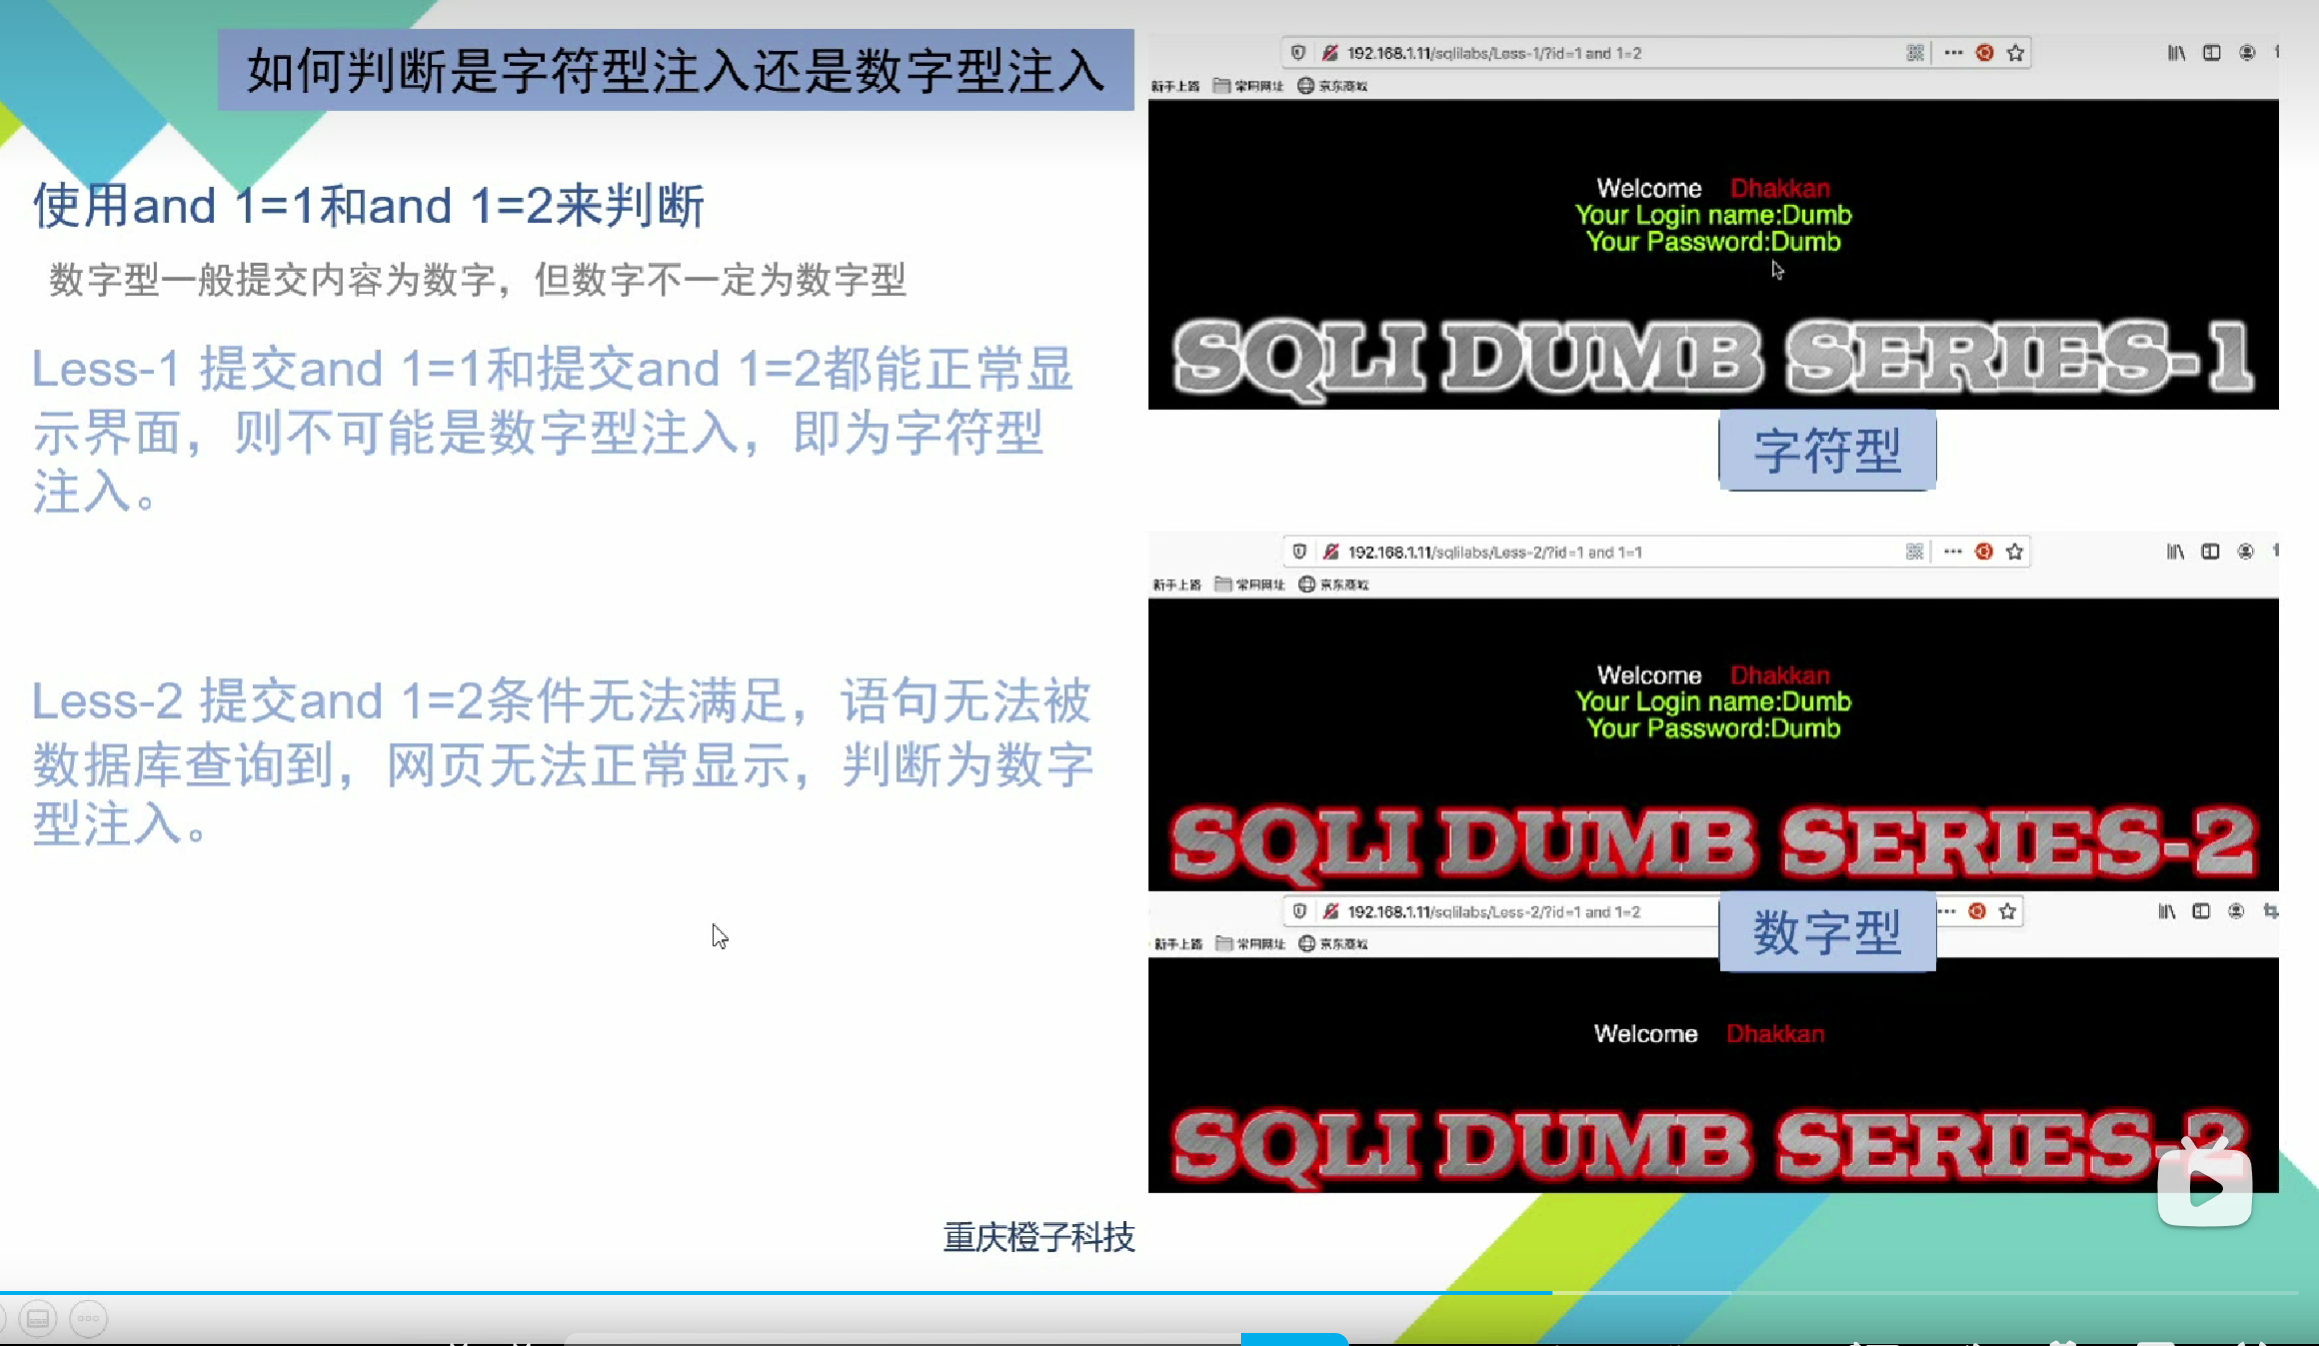 如何判断是字符型注入还是数字型注入
使用and 1=1和and 1=2来判断
数字型一般提交内容为数字，但数字不一定为数字型
Less-1 提交and 1=1和提交and 1=2都能正常显
示界面，则不可能是数字型注入，即为字符型
注入。
Less-2 提交and 1=2条件无法满足，语句无法被
数据库查询到，网页无法正常显示，判断为数字
型注入。
192.168.1.11/sqlilabs/Less-1/?id=1 and 1=2
新手上路 常用网址 京东商城
Welcome Dhakkan
Your Login name:Dumb
Your Password:Dumb
SQLI DUMB SERIES-1
字符型
192.168.1.11/sqlilabs/Less-2/?id=1 and 1=1
新手上路 常用网址 京东商城
Welcome Dhakkan
Your Login name:Dumb
Your Password:Dumb
SQLI DUMB SERIES-2
192.168.1.11/sqlilabs/Less-2/?id=1 and 1=2
数字型
新手上路 常用网址 京东商城
Welcome Dhakkan
SQLI DUMB SERIES-2
重庆橙子科技